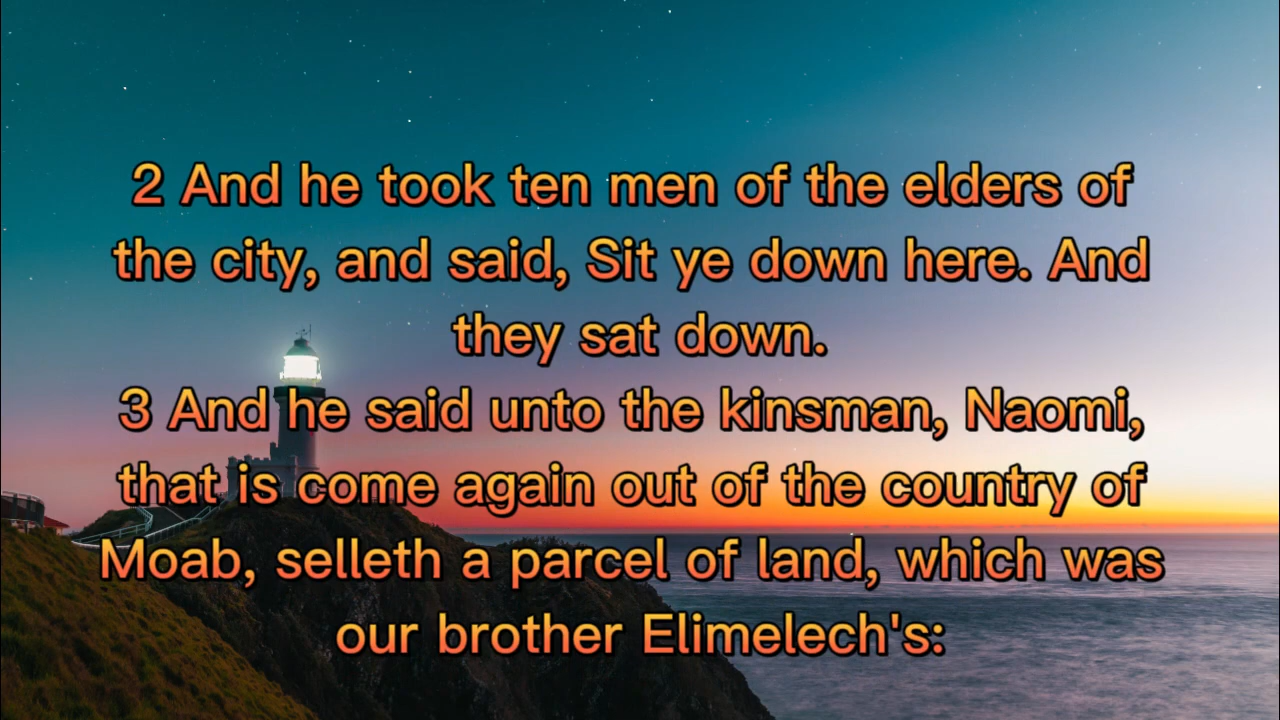 2 And he took ten men of the elders of
the city, and said, Sit ye down here. And
they sat down.
3 And he said unto the kinsman, Naomi,
that is come again out of the country of
Moab, selleth a parcel of land, which was
our brother Elimelech's: